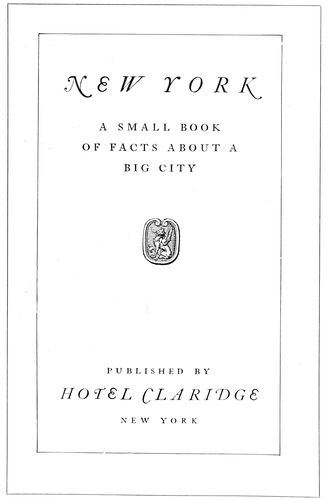 NEW YORK
A SMALL BOOK
OF FACTS ABOUT A
BIG CITY
PUBLISHED BY
HOTEL CLARIDGE
NEW YORK